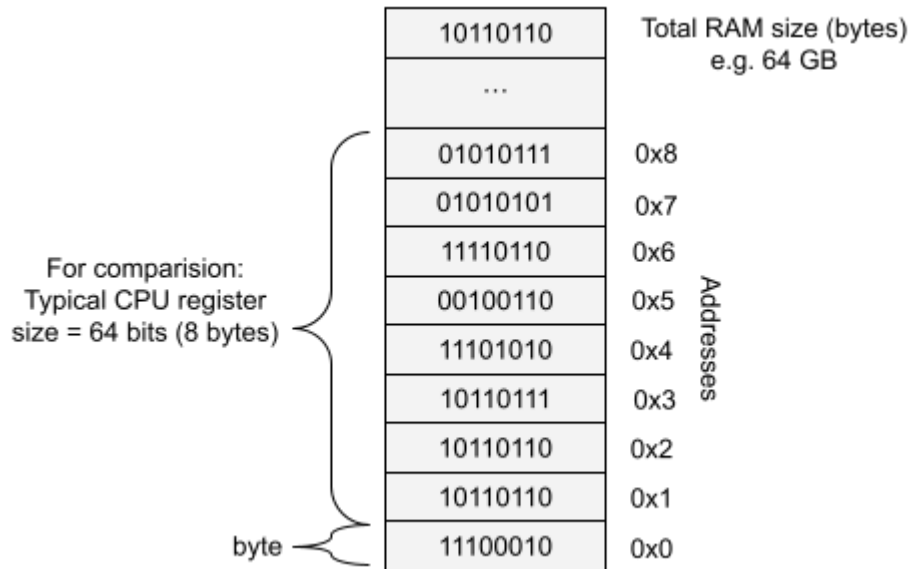 10110110
Total RAM size (bytes)
e.g. 64 GB
...
01010111 0x8
01010101 0x7
11110110 0x6
For comparision:
Typical CPU register
size = 64 bits (8 bytes)
00100110 0x5
11101010 0x4
10110111 0x3
10110110 0x2
10110110 0x1
Addresses
byte
11100010 0x0